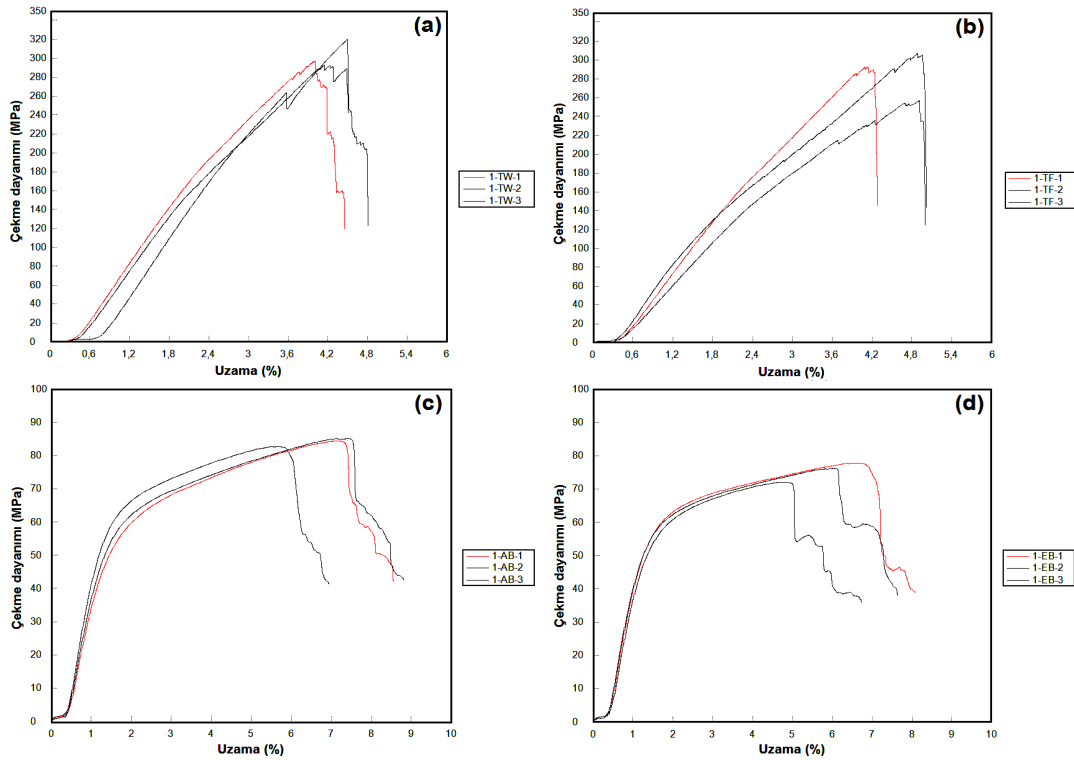 (a)
Çekme dayanımı (MPa)
350
300
280
260
240
220
200
180
160
140
120
100
80
60
40
20
0
0 0,6 1,2 1,8 2,4 3 3,6 4,2 4,8 5,4 6
Uzama (%)
1-TW-1
1-TW-2
1-TW-3
(b)
Çekme dayanımı (MPa)
350
300
280
260
240
220
200
180
160
140
120
100
80
60
40
20
0
0 0,6 1,2 1,8 2,4 3 3,6 4,2 4,8 5,4 6
Uzama (%)
1-TF-1
1-TF-2
1-TF-3
(c)
Çekme dayanımı (MPa)
100
90
80
70
60
50
40
30
20
10
0
0 1 2 3 4 5 6 7 8 9 10
Uzama (%)
1-AB-1
1-AB-2
1-AB-3
(d)
Çekme dayanımı (MPa)
100
90
80
70
60
50
40
30
20
10
0
0 1 2 3 4 5 6 7 8 9 10
Uzama (%)
1-EB-1
1-EB-2
1-EB-3